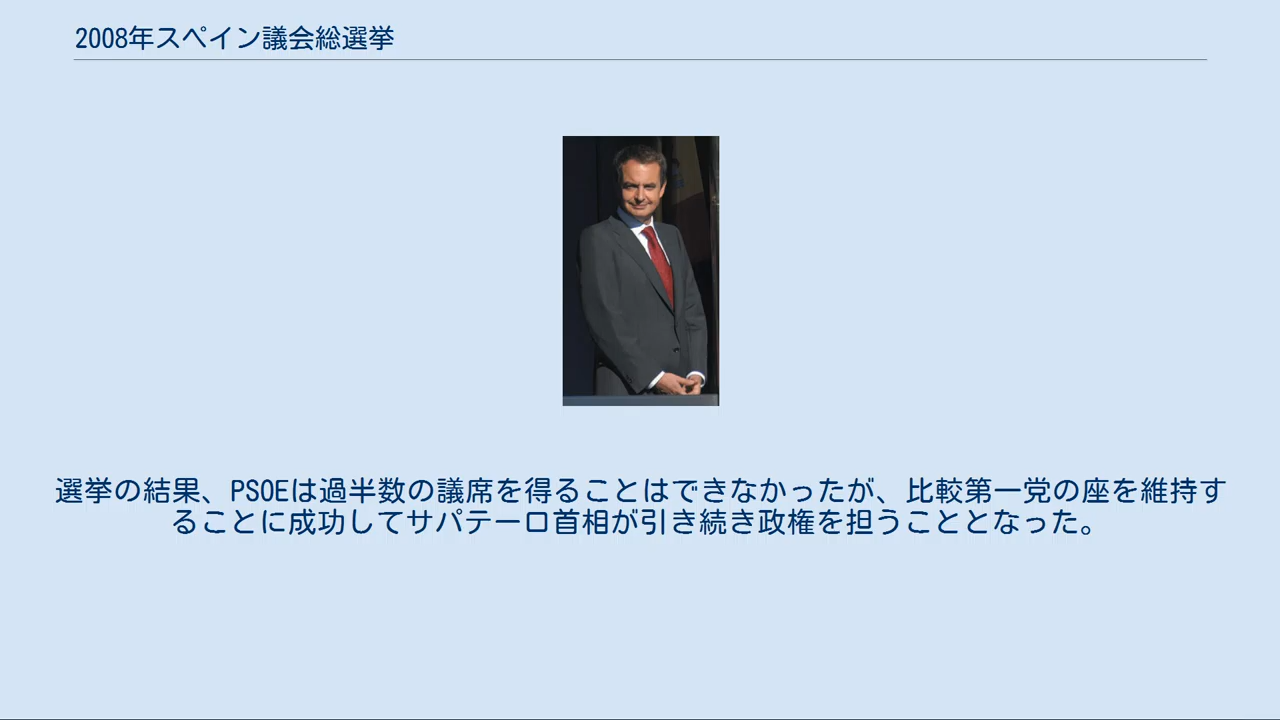 2008年スペイン議会総選挙
選挙の結果、PSOEは過半数の議席を得ることはできなかったが、比較第一党の座を維持す
ることに成功してサパテーロ首相が引き続き政権を担うこととなった。